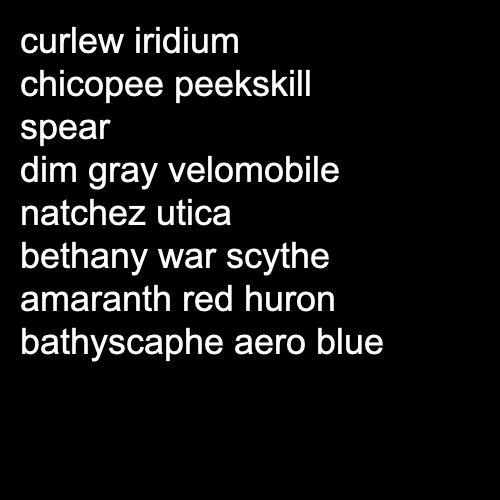 curlew iridium
chicopee peekskill
spear
dim gray velomobile
natchez utica
bethany war scythe
amaranth red huron
bathyscaphe aero blue